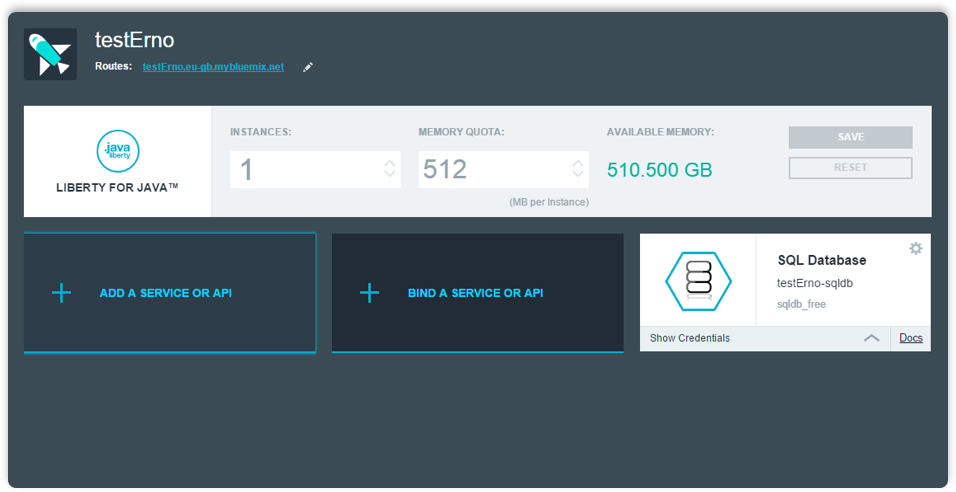 testErno
Routes: testErno.eu-gb.mybluemix.net
java
liberty
LIBERTY FOR JAVA™
INSTANCES:
1
MEMORY QUOTA:
512
(MB per Instance)
AVAILABLE MEMORY:
510.500 GB
SAVE
RESET
ADD A SERVICE OR API
BIND A SERVICE OR API
SQL Database
testErno-sqldb
sqldb_free
Show Credentials
Docs